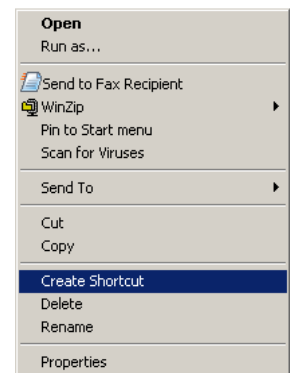 Open
Run as...
Send to Fax Recipient
WinZip
Pin to Start menu
Scan for Viruses
Send To
Cut
Copy
Create Shortcut
Delete
Rename
Properties